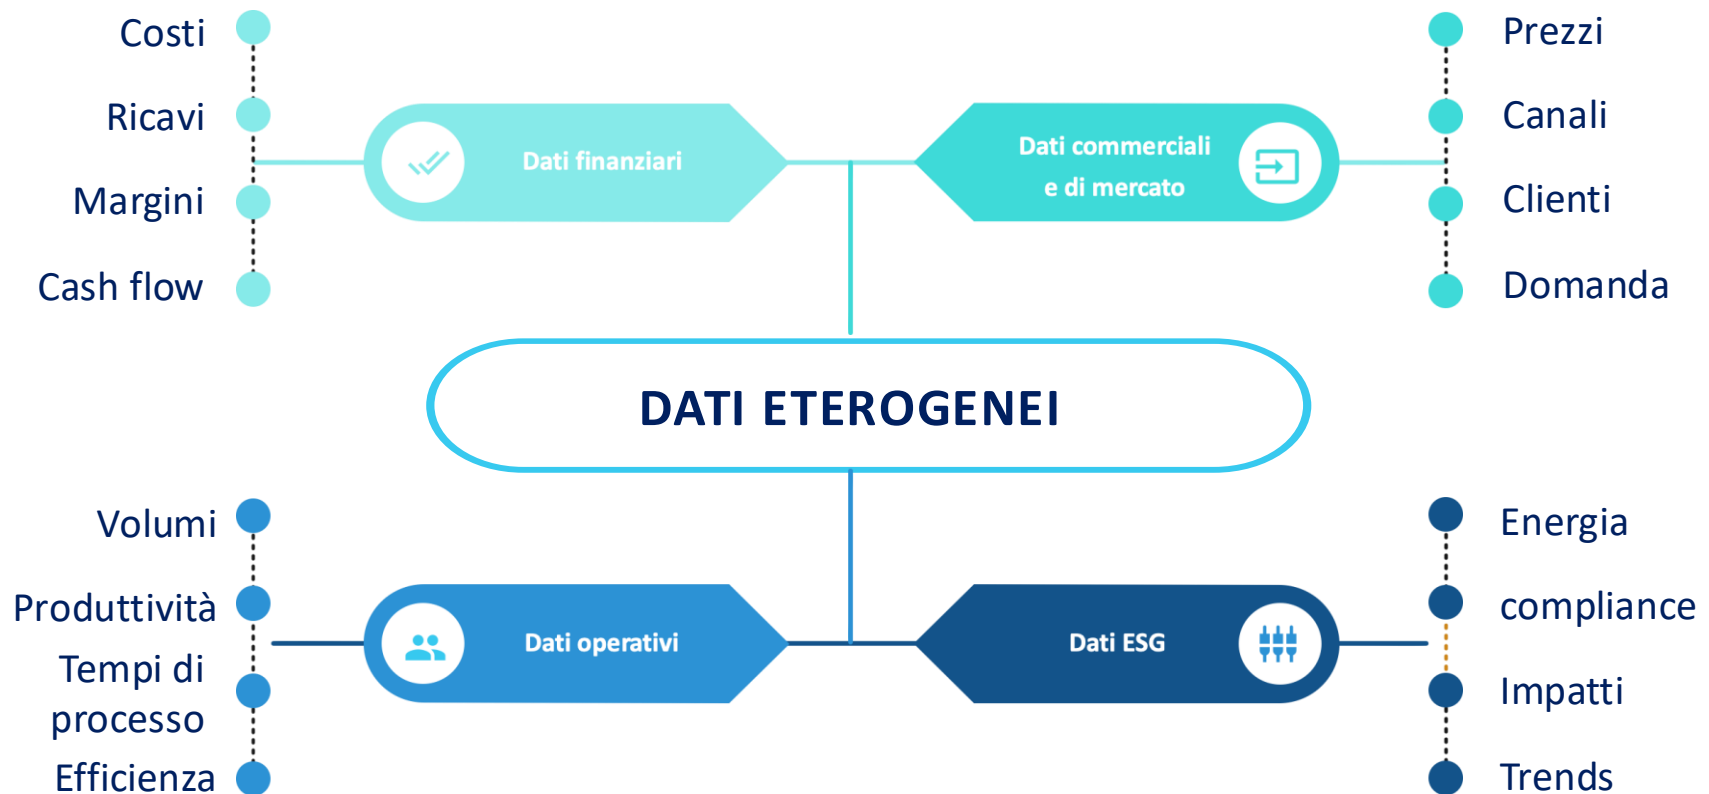 Costi
Ricavi
Margini
Cash flow
Dati finanziari
Dati commerciali
e di mercato
Prezzi
Canali
Clienti
Domanda
DATI ETEROGENEI
Volumi
Produttività
Tempi di
processo
Efficienza
Dati operativi
Dati ESG
Energia
compliance
Impatti
Trends